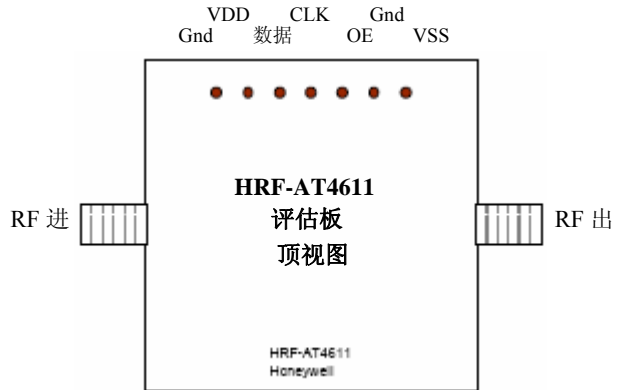 VDD CLK Gnd
Gnd 数据 OE VSS
HRF-AT4611
RF 进 评估板 RF 出
顶视图
HRF-AT4611
Honeywell